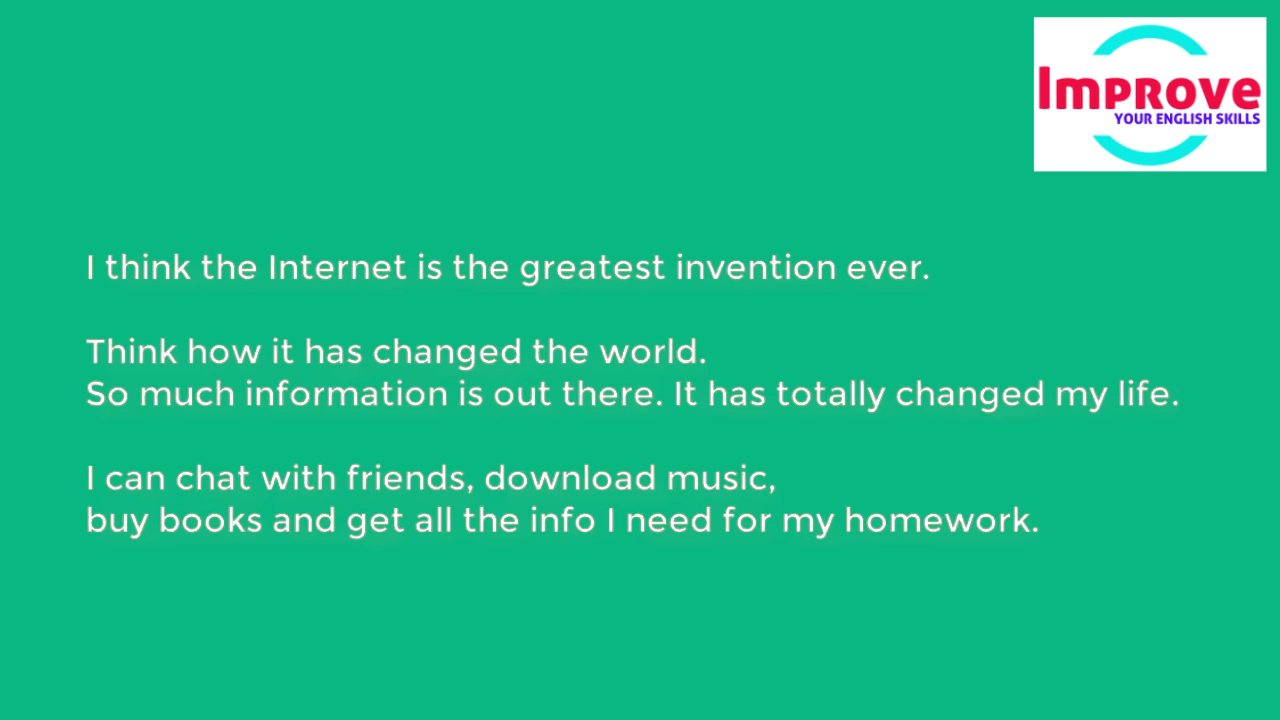 Improve
YOUR ENGLISH SKILLS
I think the Internet is the greatest invention ever.
Think how it has changed the world.
So much information is out there. It has totally changed my life.
I can chat with friends, download music,
buy books and get all the info I need for my homework.